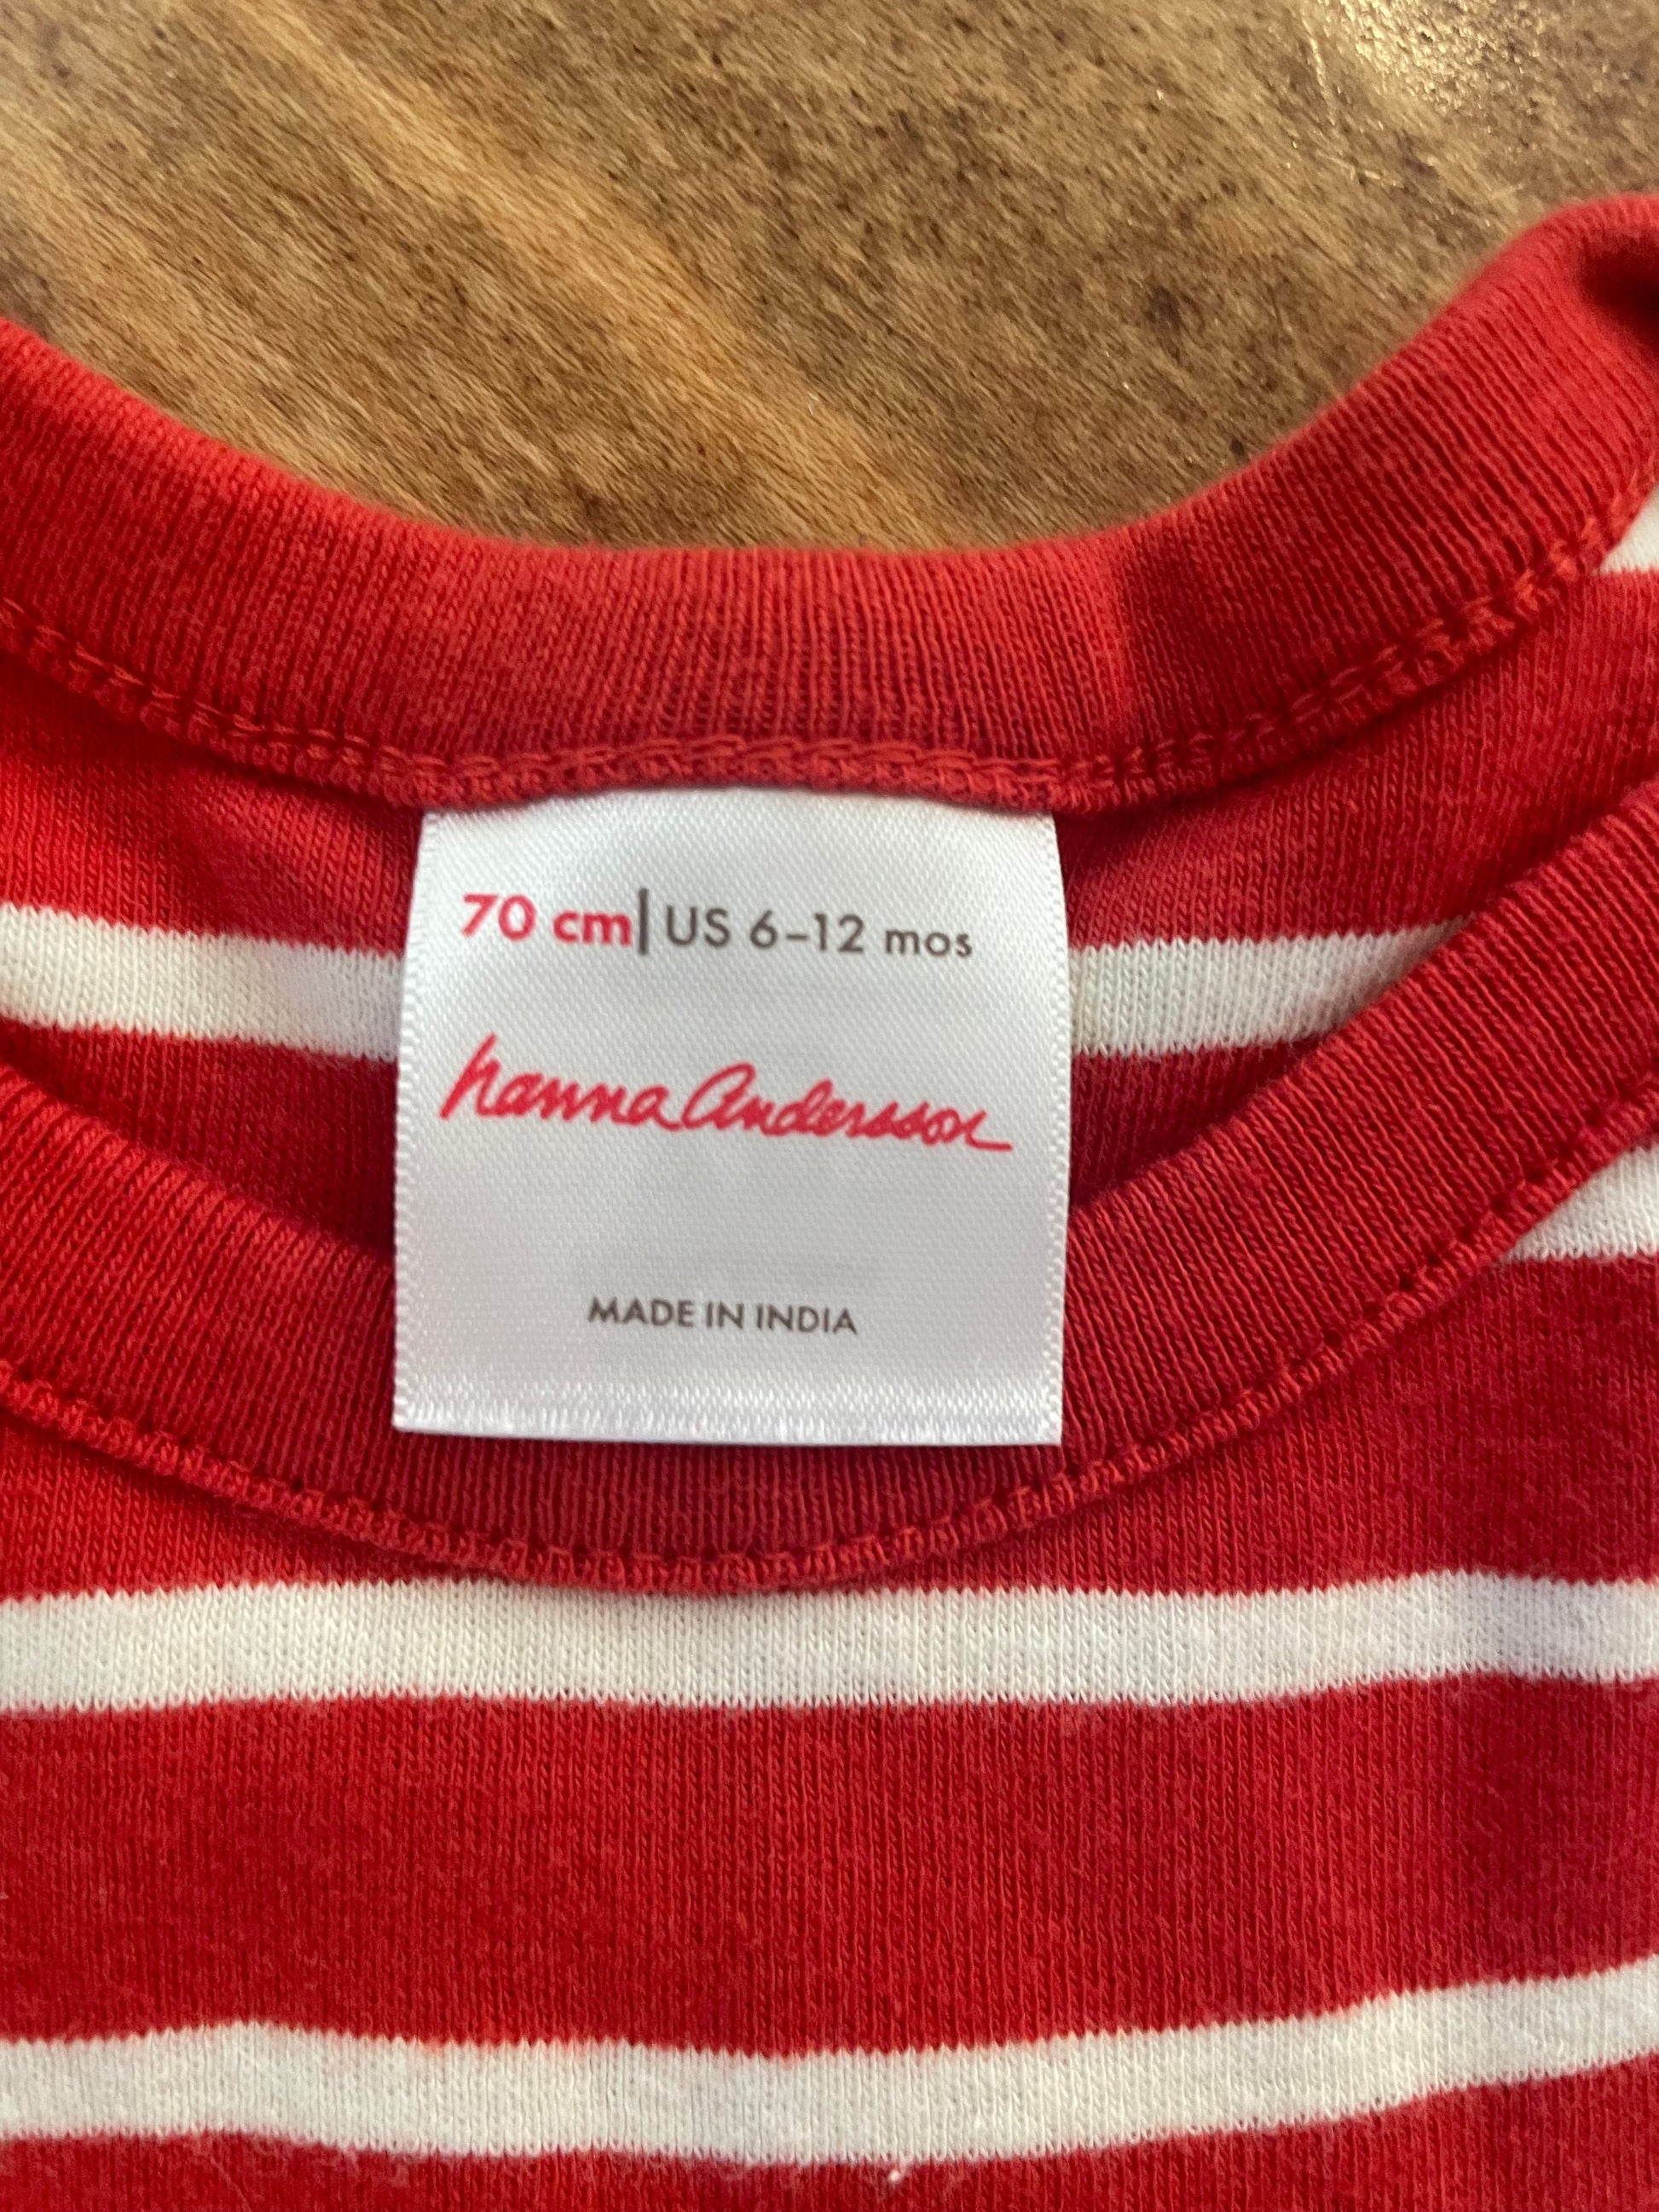 70 cm | US 6-12 mos
hanna Andersson
MADE IN INDIA